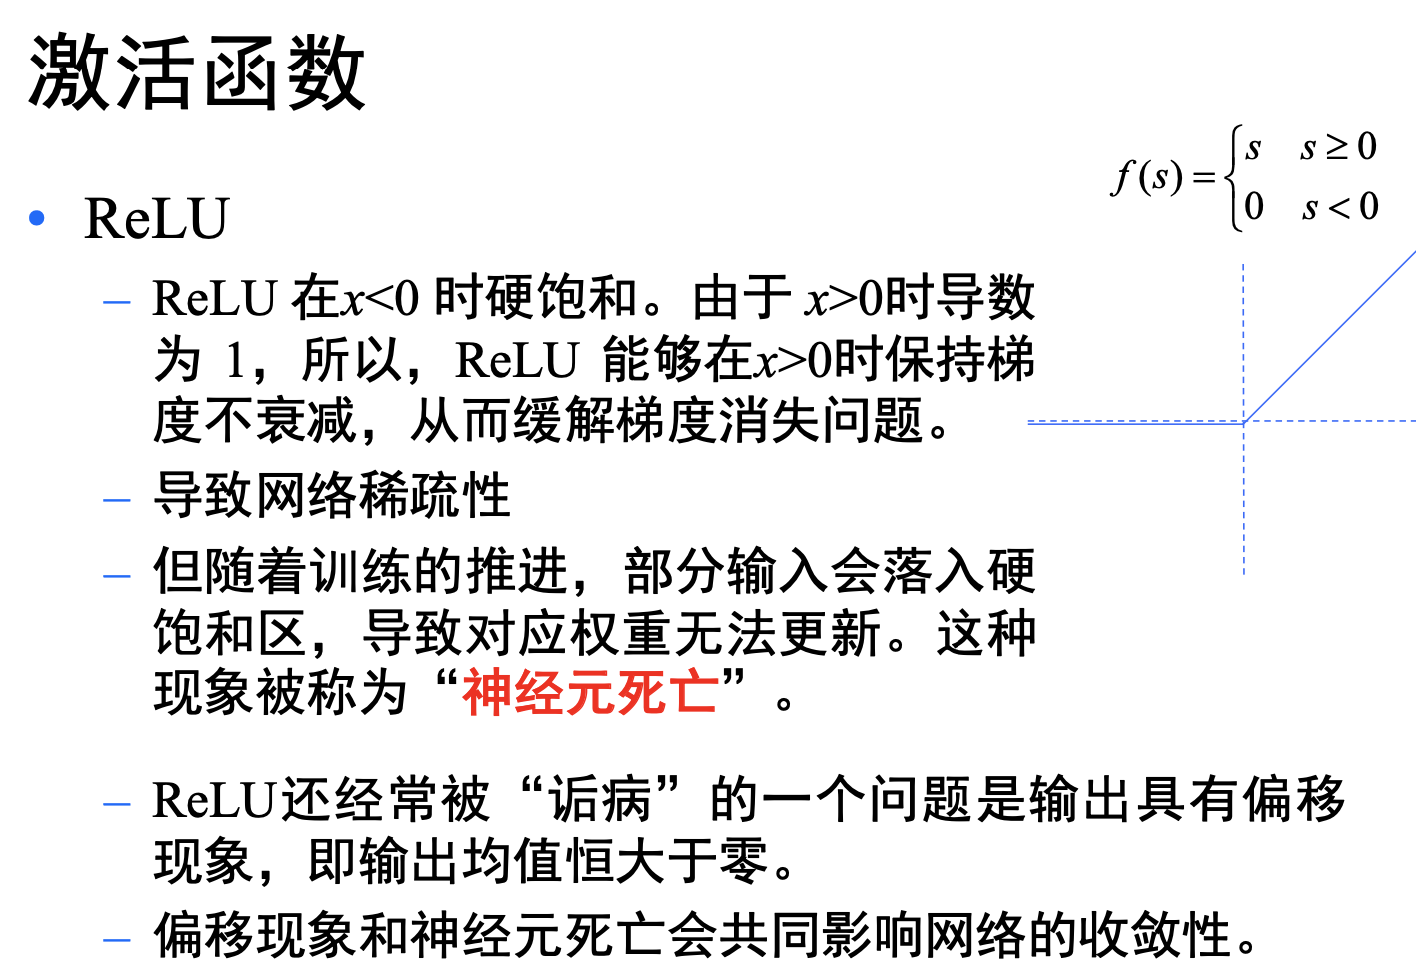 激活函数
f(s) = { s s ≥ 0
0 s < 0
• ReLU
– ReLU 在x<0 时硬饱和。由于 x>0时导数
为 1，所以，ReLU 能够在x>0时保持梯
度不衰减，从而缓解梯度消失问题。
– 导致网络稀疏性
– 但随着训练的推进，部分输入会落入硬
饱和区，导致对应权重无法更新。这种
现象被称为“神经元死亡”。
– ReLU还经常被“诟病”的一个问题是输出具有偏移
现象，即输出均值恒大于零。
– 偏移现象和神经元死亡会共同影响网络的收敛性。